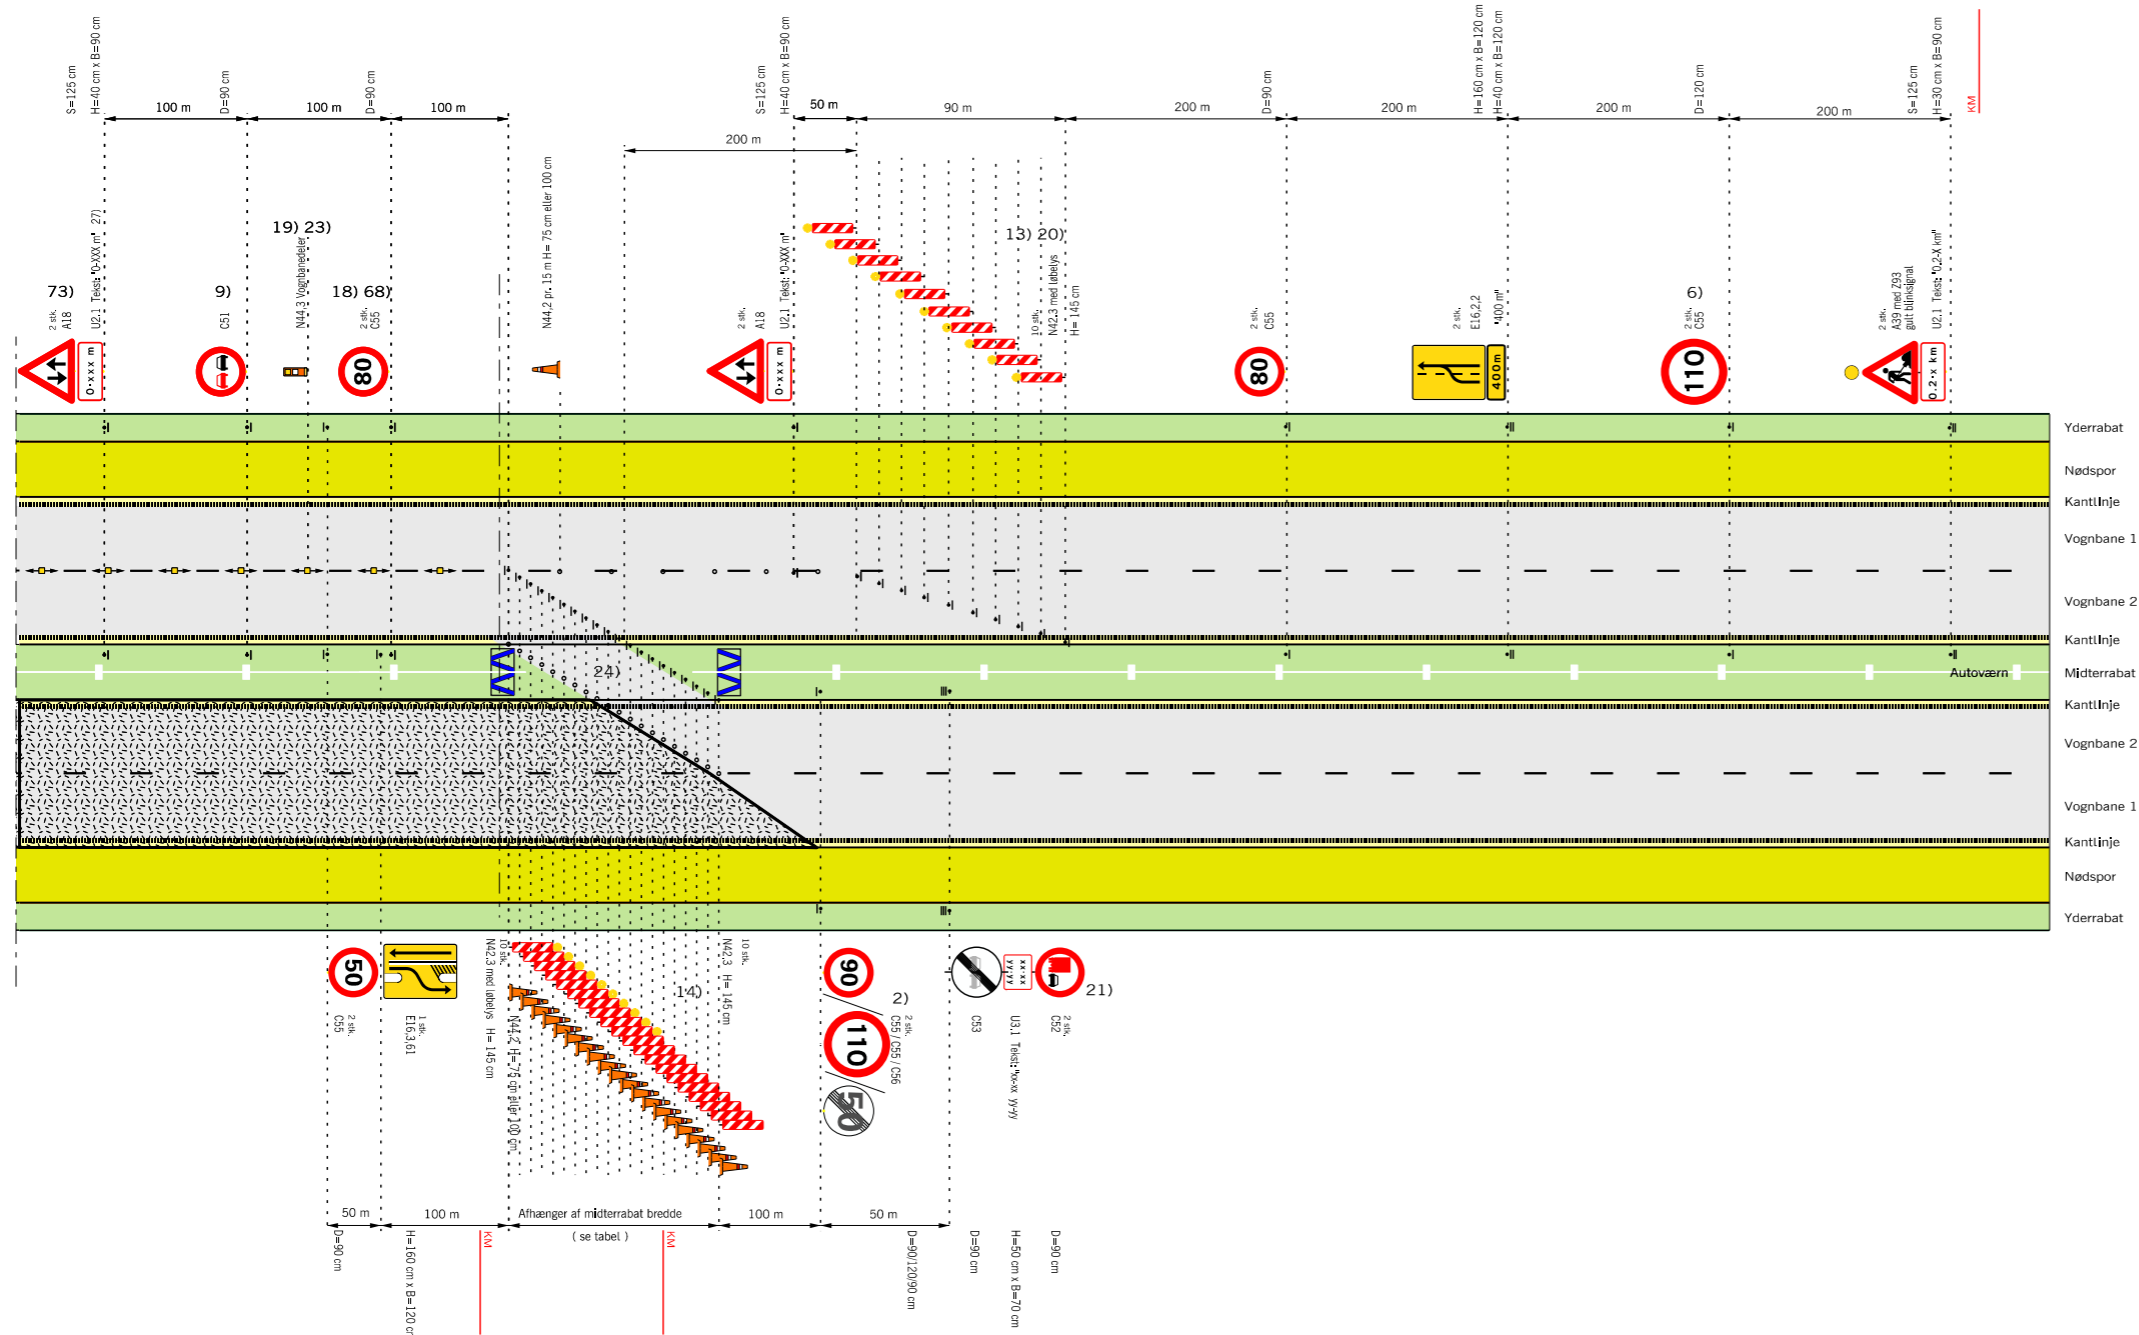 S=125 cm
H=40 cm x B=90 cm
100 m
D=90 cm
100 m
D=90 cm
100 m
S=125 cm
H=40 cm x B=90 cm
50 m
90 m
200 m
D=90 cm
200 m
H=160 cm x B=120 cm
H=40 cm x B=120 cm
200 m
D=120 cm
200 m
S=125 cm
H=30 cm x B=90 cm
KM
200 m
73)
2 stk.
A18
U2.1 Tekst: "0-XXX m" 27)
0-xxx m
9)
C51
19) 23)
N44.3 Vognbanedeler
18) 68)
2 stk.
C55
80
N44.2 pr. 15 m H= 75 cm eller 100 cm
2 stk.
A18
U2.1 Tekst: "0-XXX m"
0-xxx m
13) 20)
10 stk.
N42.3 med løbelys
H= 145 cm
2 stk.
C55
80
2 stk.
E16.2.2
"400 m"
400m
6)
2 stk.
C55
110
2 stk.
A39 med Z93
gult blinksignal
U2.1 Tekst: "0.2-X km"
0.2-x km
Yderrabat
Nødspor
Kantlinje
Vognbane 1
Vognbane 2
Kantlinje
24)
Autoværn
Midterrabat
Kantlinje
Vognbane 2
Vognbane 1
Kantlinje
Nødspor
Yderrabat
50
2 stk.
C55
1 stk.
E16.3.61
10 stk.
N42.3 med løbelys H= 145 cm
N44.2 H= 75 cm eller 100 cm
14)
10 stk.
N42.3 H= 145 cm
90
110
50
2)
2 stk.
C55 / C55 / C56
C53
xx-xx
yy-yy
U3.1 Tekst: "xx-xx yy-yy
2 stk.
C52
21)
50 m
100 m
Afhænger af midterrabat bredde
( se tabel )
100 m
50 m
D=90 cm
H=160 cm x B=120 cr
KM
KM
D=90/120/90 cm
D=90 cm
H=50 cm x B=70 cm
D=90 cm